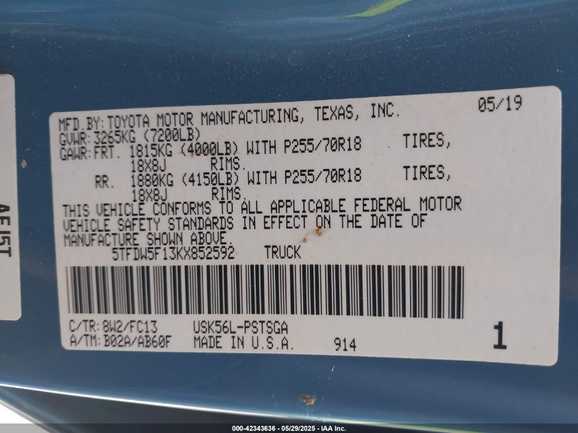 MFD. BY: TOYOTA MOTOR MANUFACTURING, TEXAS, INC. 05/19
GVWR: 3265KG (7200LB)
GAWR: FRT. 1815KG (4000LB) WITH P255/70R18 TIRES,
18X8J RIMS.
RR. 1880KG (4150LB) WITH P255/70R18 TIRES,
18X8J RIMS.
THIS VEHICLE CONFORMS TO ALL APPLICABLE FEDERAL MOTOR
VEHICLE SAFETY STANDARDS IN EFFECT ON THE DATE OF
MANUFACTURE SHOWN ABOVE.
5TFDW5F13KX852592 TRUCK
C/TR: 8W2/FC13 USK56L-PSTSGA
A/TM: B02A/AB60F MADE IN U.S.A. 914 1
000-42343636 - 05/29/2025 - IAA Inc.